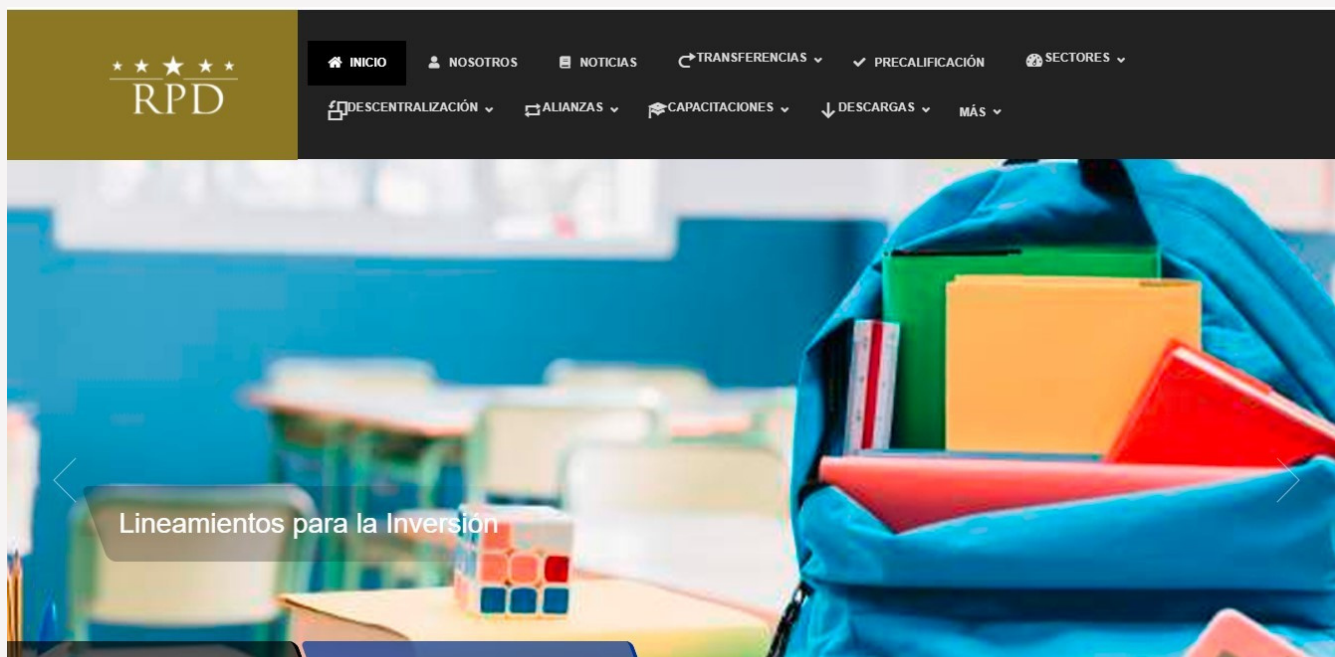 RPD
INICIO NOSOTROS NOTICIAS TRANSFERENCIAS PRECALIFICACIÓN SECTORES
DESCENTRALIZACIÓN ALIANZAS CAPACITACIONES DESCARGAS MÁS
Lineamientos para la Inversión